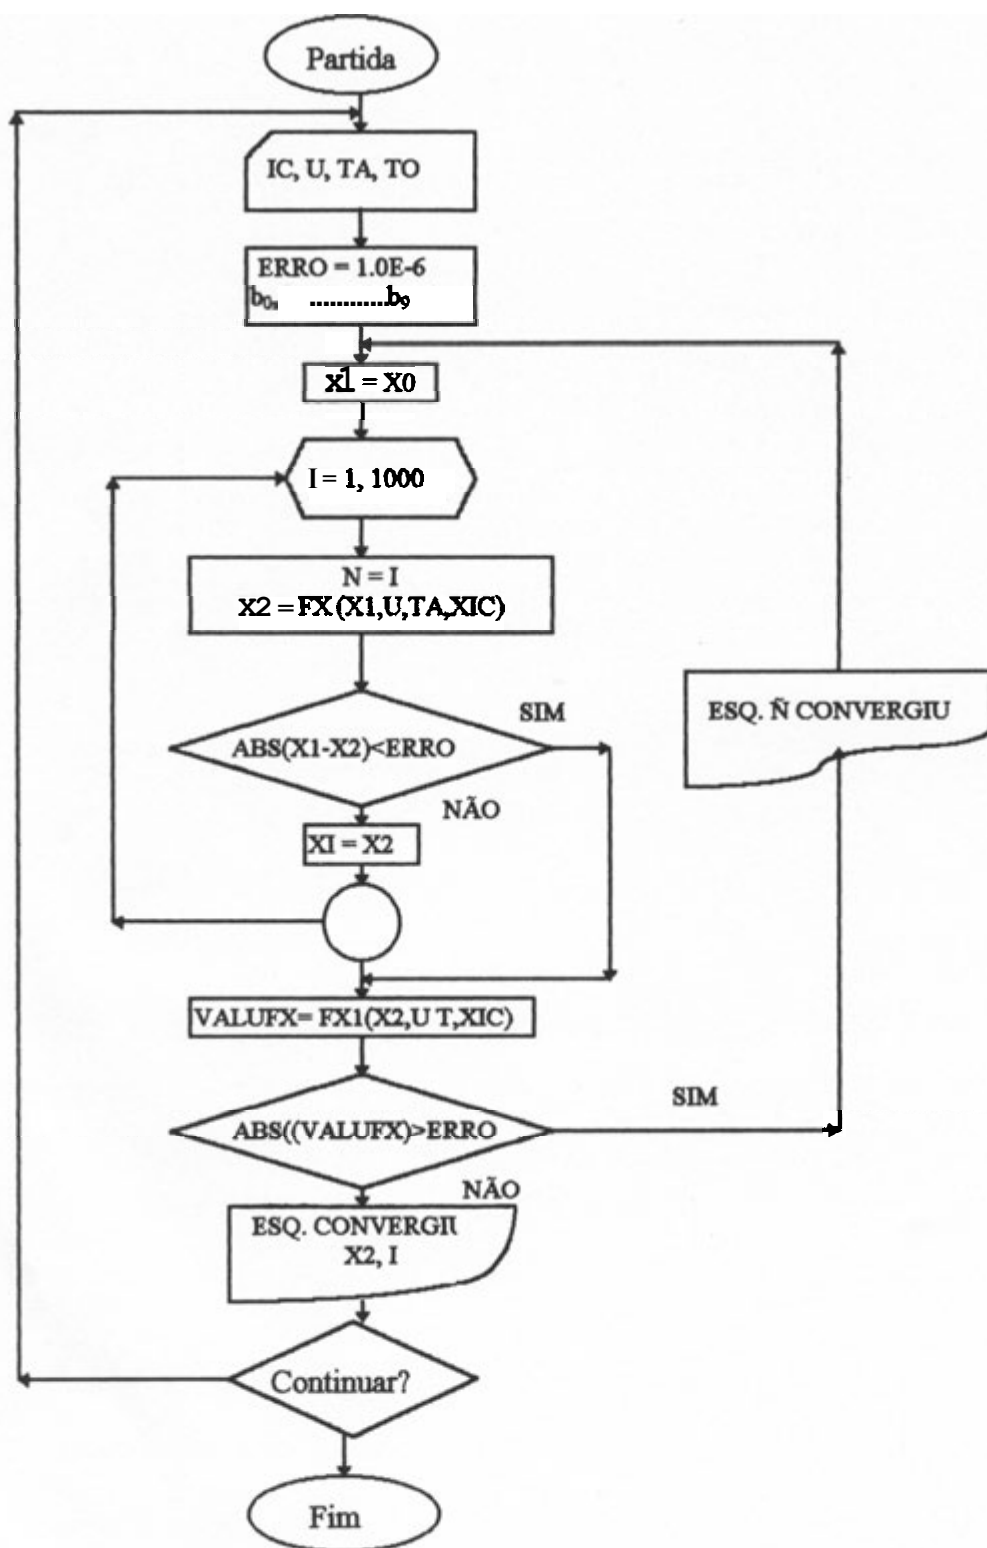 Partida
IC, U, TA, TO
ERRO = 1.0E-6
b0, ............b9
x1 = X0
I = 1, 1000
N = I
X2 = FX(X1,U,TA,XIC)
SIM
ABS(X1-X2)<ERRO
ESQ. Ñ CONVERGIU
NÃO
XI = X2
VALUFX= FX1(X2,U T,XIC)
SIM
ABS((VALUFX)>ERRO
NÃO
ESQ. CONVERGIU
X2, I
Continuar?
Fim